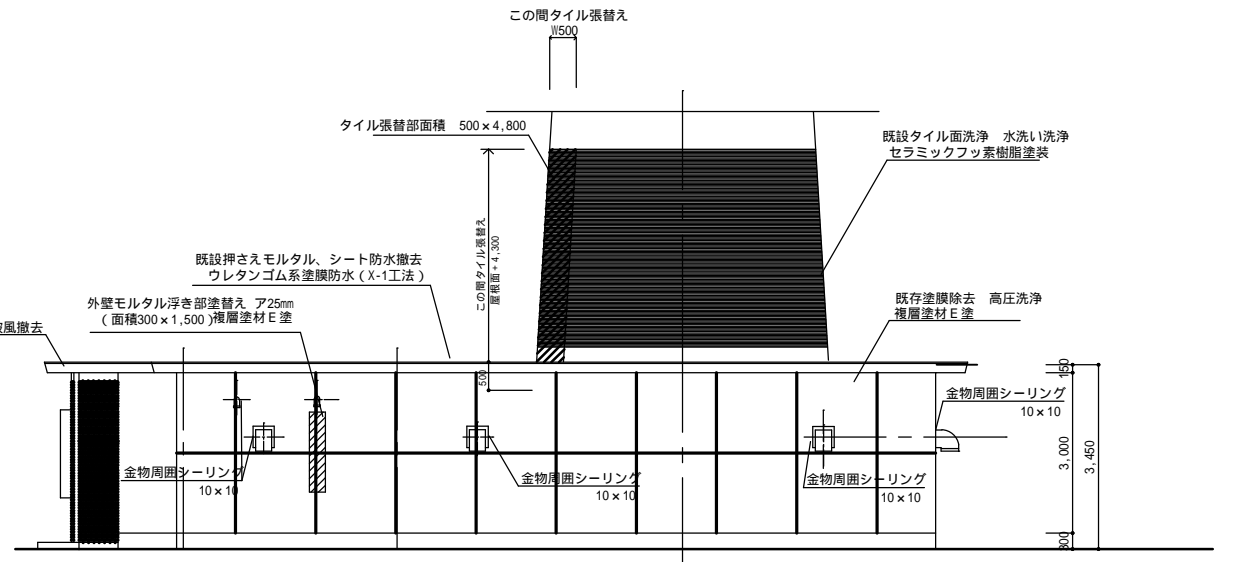 この間タイル張替え
W500
タイル張替部面積　500×4,800
既設タイル面洗浄　水洗い洗浄
セラミックフッ素樹脂塗装
この間タイル張替え
屋根面+4,300
既設押さえモルタル、シート防水撤去
ウレタンゴム系塗膜防水（X-1工法）
外壁モルタル浮き部塗替え ア25mm
（面積300×1,500）複層塗材E塗
既存塗膜除去　高圧洗浄
複層塗材E塗
風撤去
500
150
金物周囲シーリング
10×10
3,000
3,450
金物周囲シーリング
10×10
金物周囲シーリング
10×10
金物周囲シーリング
10×10
300